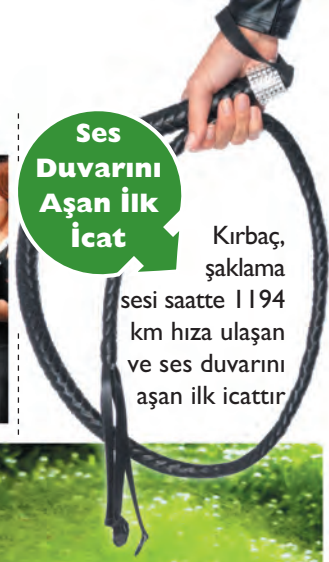 Ses
Duvarını
Aşan İlk
İcat
Kırbaç,
şaklama
sesi saatte 1194
km hıza ulaşan
ve ses duvarını
aşan ilk icattır